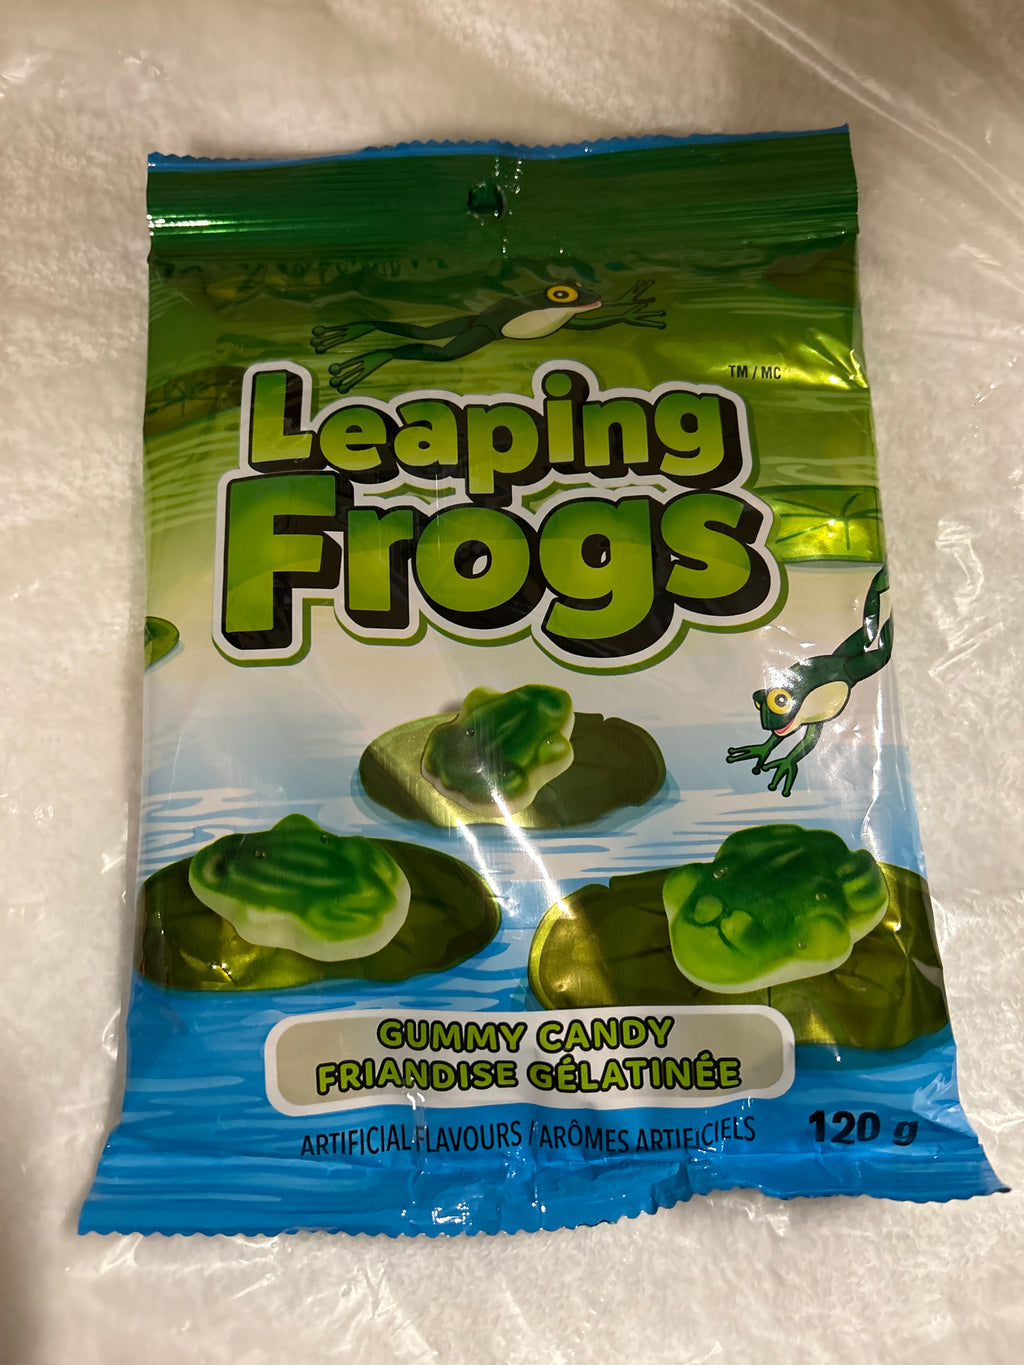 TM / MC
Leaping
Frogs
GUMMY CANDY
FRIANDISE GÉLATINÉE
ARTIFICIAL FLAVOURS / ARÔMES ARTIFICIELS
120 g